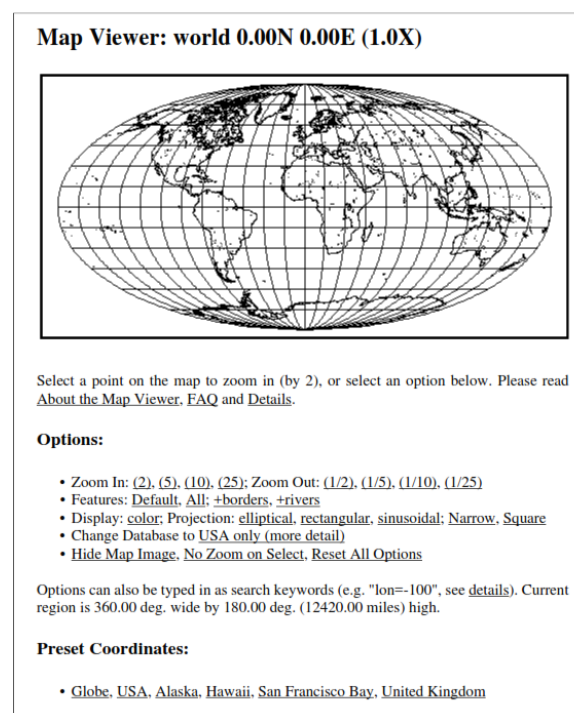 Map Viewer: world 0.00N 0.00E (1.0X)
Select a point on the map to zoom in (by 2), or select an option below. Please read
About the Map Viewer, FAQ and Details.
Options:
• Zoom In: (2), (5), (10), (25); Zoom Out: (1/2), (1/5), (1/10), (1/25)
• Features: Default, All; +borders, +rivers
• Display: color; Projection: elliptical, rectangular, sinusoidal; Narrow, Square
• Change Database to USA only (more detail)
• Hide Map Image, No Zoom on Select, Reset All Options
Options can also be typed in as search keywords (e.g. "lon=-100", see details). Current
region is 360.00 deg. wide by 180.00 deg. (12420.00 miles) high.
Preset Coordinates:
• Globe, USA, Alaska, Hawaii, San Francisco Bay, United Kingdom